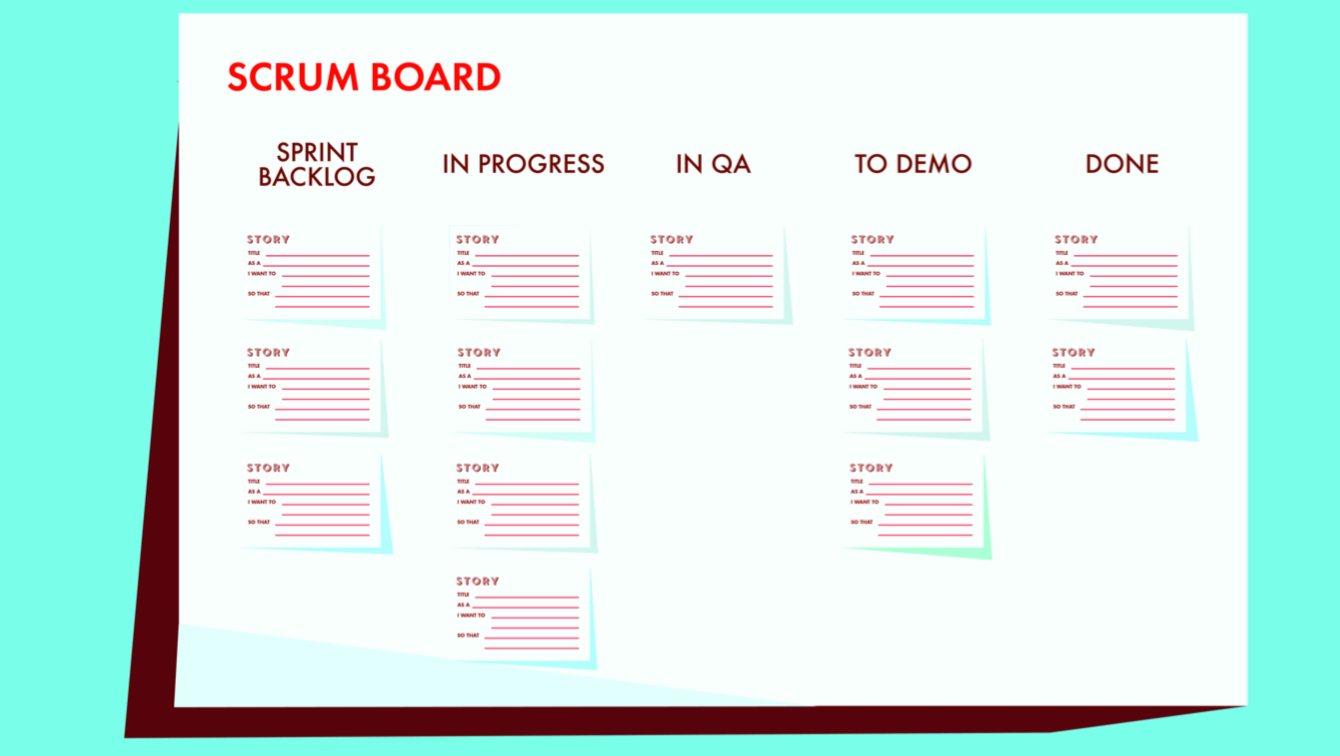 SCRUM BOARD
SPRINT
BACKLOG
IN PROGRESS
IN QA
TO DEMO
DONE
STORY
TITLE
AS A
I WANT TO
SO THAT
STORY
TITLE
AS A
I WANT TO
SO THAT
STORY
TITLE
AS A
I WANT TO
SO THAT
STORY
TITLE
AS A
I WANT TO
SO THAT
STORY
TITLE
AS A
I WANT TO
SO THAT
STORY
TITLE
AS A
I WANT TO
SO THAT
STORY
TITLE
AS A
I WANT TO
SO THAT
STORY
TITLE
AS A
I WANT TO
SO THAT
STORY
TITLE
AS A
I WANT TO
SO THAT
STORY
TITLE
AS A
I WANT TO
SO THAT
STORY
TITLE
AS A
I WANT TO
SO THAT
STORY
TITLE
AS A
I WANT TO
SO THAT
STORY
TITLE
AS A
I WANT TO
SO THAT